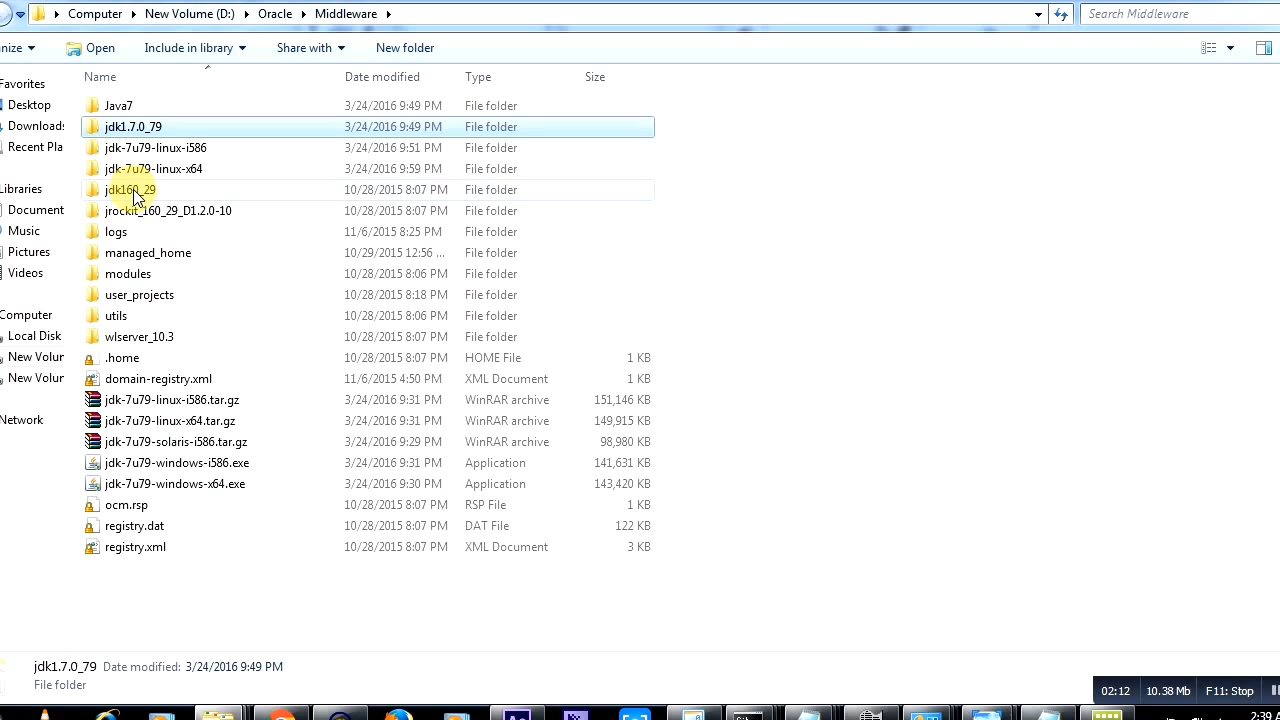 Computer New Volume (D:) Oracle Middleware Search Middleware
nize Open Include in library Share with New folder
Name Date modified Type Size
Favorites
Desktop
Downloads
Recent Pla
Libraries
Document
Music
Pictures
Videos
Computer
Local Disk
New Volur
New Volur
Network
Java7 3/24/2016 9:49 PM File folder
jdk1.7.0_79 3/24/2016 9:49 PM File folder
jdk-7u79-linux-i586 3/24/2016 9:51 PM File folder
jdk-7u79-linux-x64 3/24/2016 9:59 PM File folder
jdk160_29 10/28/2015 8:07 PM File folder
jrockit_160_29_D1.2.0-10 10/28/2015 8:07 PM File folder
logs 11/6/2015 8:25 PM File folder
managed_home 10/29/2015 12:56 ... File folder
modules 10/28/2015 8:06 PM File folder
user_projects 10/28/2015 8:18 PM File folder
utils 10/28/2015 8:06 PM File folder
wlserver_10.3 10/28/2015 8:07 PM File folder
.home 10/28/2015 8:07 PM HOME File 1 KB
domain-registry.xml 11/6/2015 4:50 PM XML Document 1 KB
jdk-7u79-linux-i586.tar.gz 3/24/2016 9:31 PM WinRAR archive 151,146 KB
jdk-7u79-linux-x64.tar.gz 3/24/2016 9:31 PM WinRAR archive 149,915 KB
jdk-7u79-solaris-i586.tar.gz 3/24/2016 9:29 PM WinRAR archive 98,980 KB
jdk-7u79-windows-i586.exe 3/24/2016 9:31 PM Application 141,631 KB
jdk-7u79-windows-x64.exe 3/24/2016 9:30 PM Application 143,420 KB
ocm.rsp 10/28/2015 8:07 PM RSP File 1 KB
registry.dat 10/28/2015 8:07 PM DAT File 122 KB
registry.xml 10/28/2015 8:07 PM XML Document 3 KB
jdk1.7.0_79 Date modified: 3/24/2016 9:49 PM
File folder
02:12 10.38 Mb F11: Stop